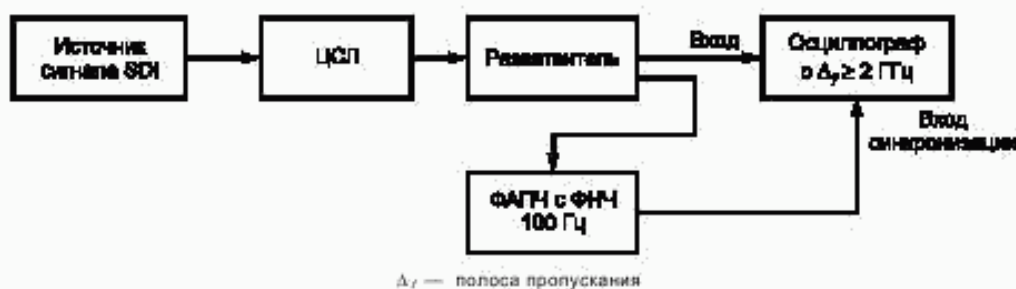 Источник
сигнала SDI
ЦСЛ
Разветвитель
Вход
Осциллограф
с Δf ≥ 2 ГГц
Вход
синхронизации
ФАПЧ с ФНЧ
100 Гц
Δf — полоса пропускания